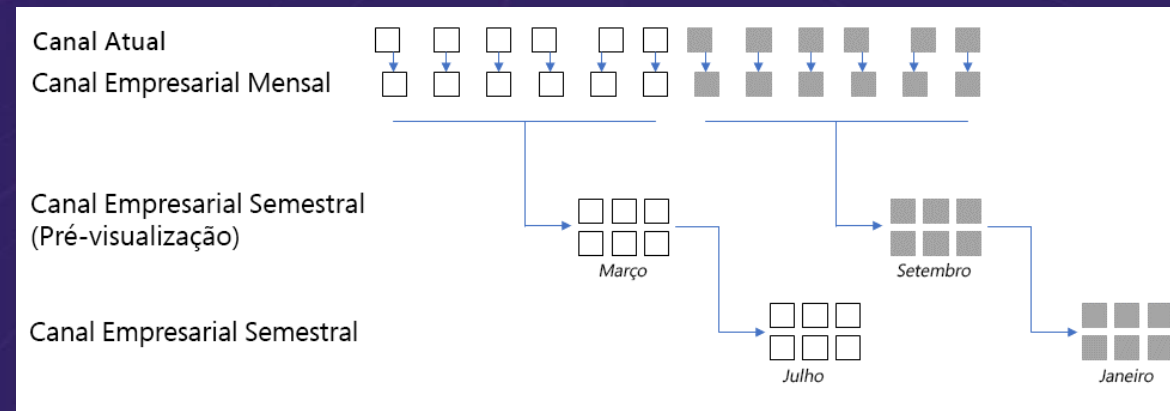 Canal Atual
Canal Empresarial Mensal
Canal Empresarial Semestral
(Pré-visualização)
Março
Setembro
Canal Empresarial Semestral
Julho
Janeiro